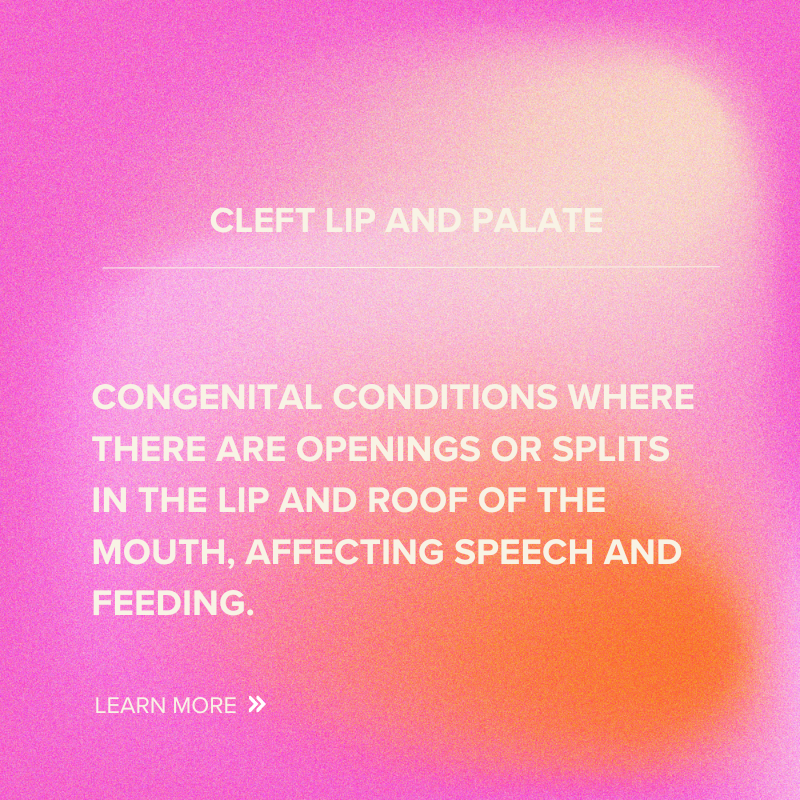 CLEFT LIP AND PALATE
CONGENITAL CONDITIONS WHERE
THERE ARE OPENINGS OR SPLITS
IN THE LIP AND ROOF OF THE
MOUTH, AFFECTING SPEECH AND
FEEDING.
LEARN MORE »